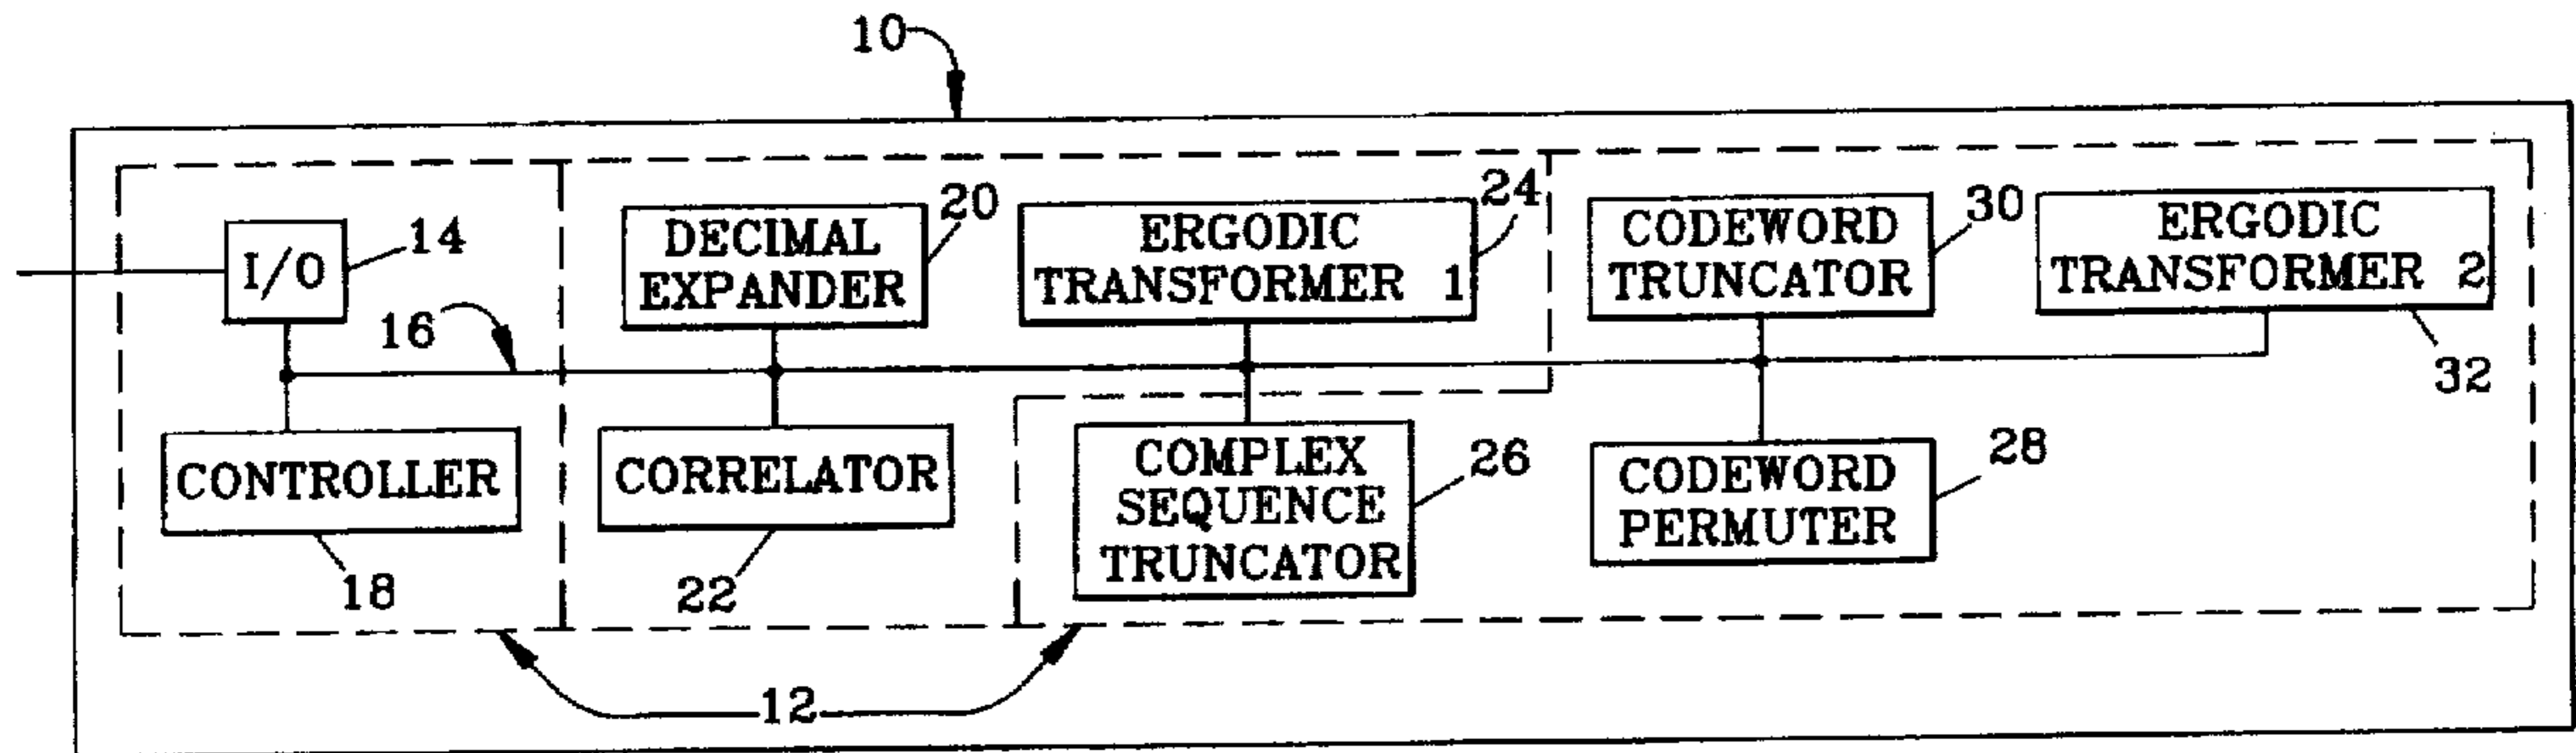 10
I/O
14
16
CONTROLLER
18
DECIMAL
EXPANDER
20
CORRELATOR
22
ERGODIC
TRANSFORMER 1
24
COMPLEX
SEQUENCE
TRUNCATOR
26
CODEWORD
TRUNCATOR
30
CODEWORD
PERMUTER
28
ERGODIC
TRANSFORMER 2
32
12